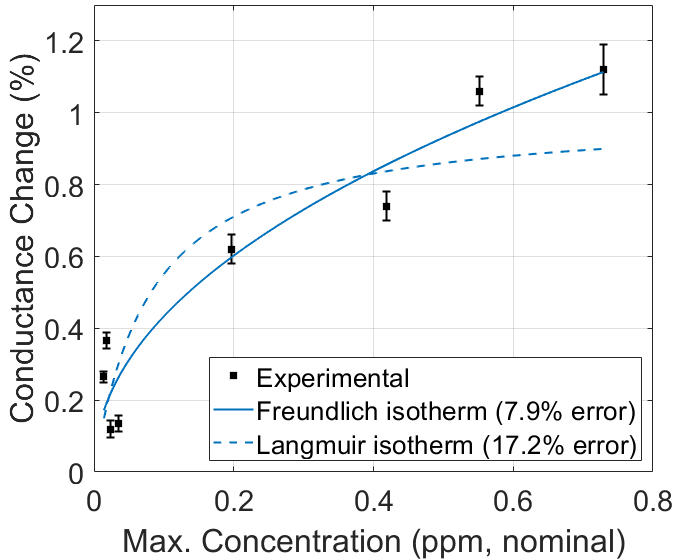 Conductance Change (%)
1.2
1
0.8
0.6
0.4
0.2
0
Experimental
Freundlich isotherm (7.9% error)
Langmuir isotherm (17.2% error)
0 0.2 0.4 0.6 0.8
Max. Concentration (ppm, nominal)